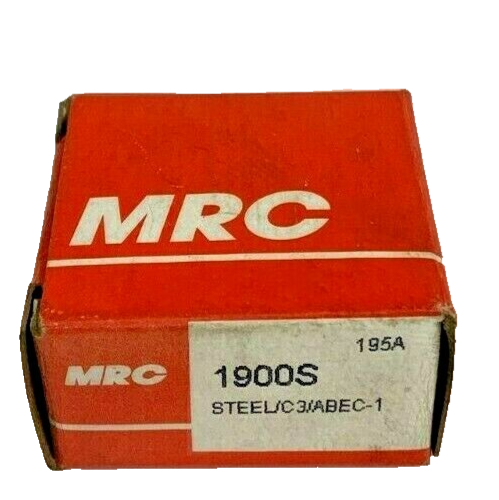 MRC
MRC
195A
1900S
STEEL/C3/ABEC-1